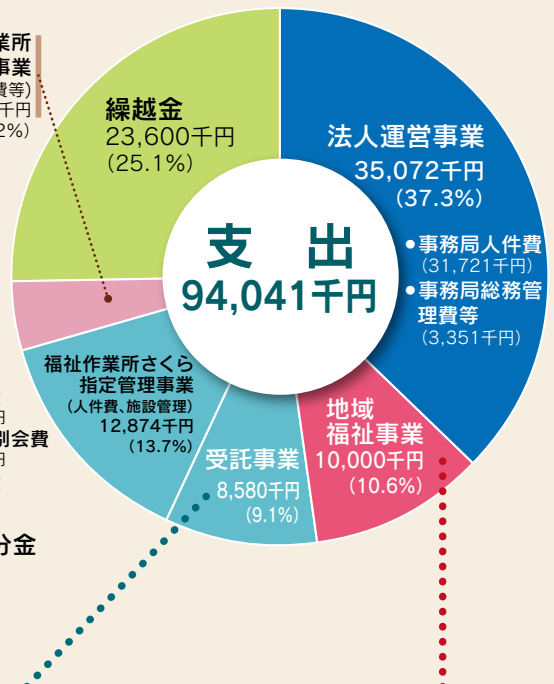 業所
事業
費等)
千円
2%)
繰越金
23,600千円
(25.1%)
法人運営事業
35,072千円
(37.3%)
●事務局人件費
(31,721千円)
●事務局総務管
理費等
(3,351千円)
支 出
94,041千円
福祉作業所さくら
指定管理事業
(人件費、施設管理)
12,874千円
(13.7%)
受託事業
8,580千円
(9.1%)
地域
福祉事業
10,000千円
(10.6%)
円
別会費
円
分金